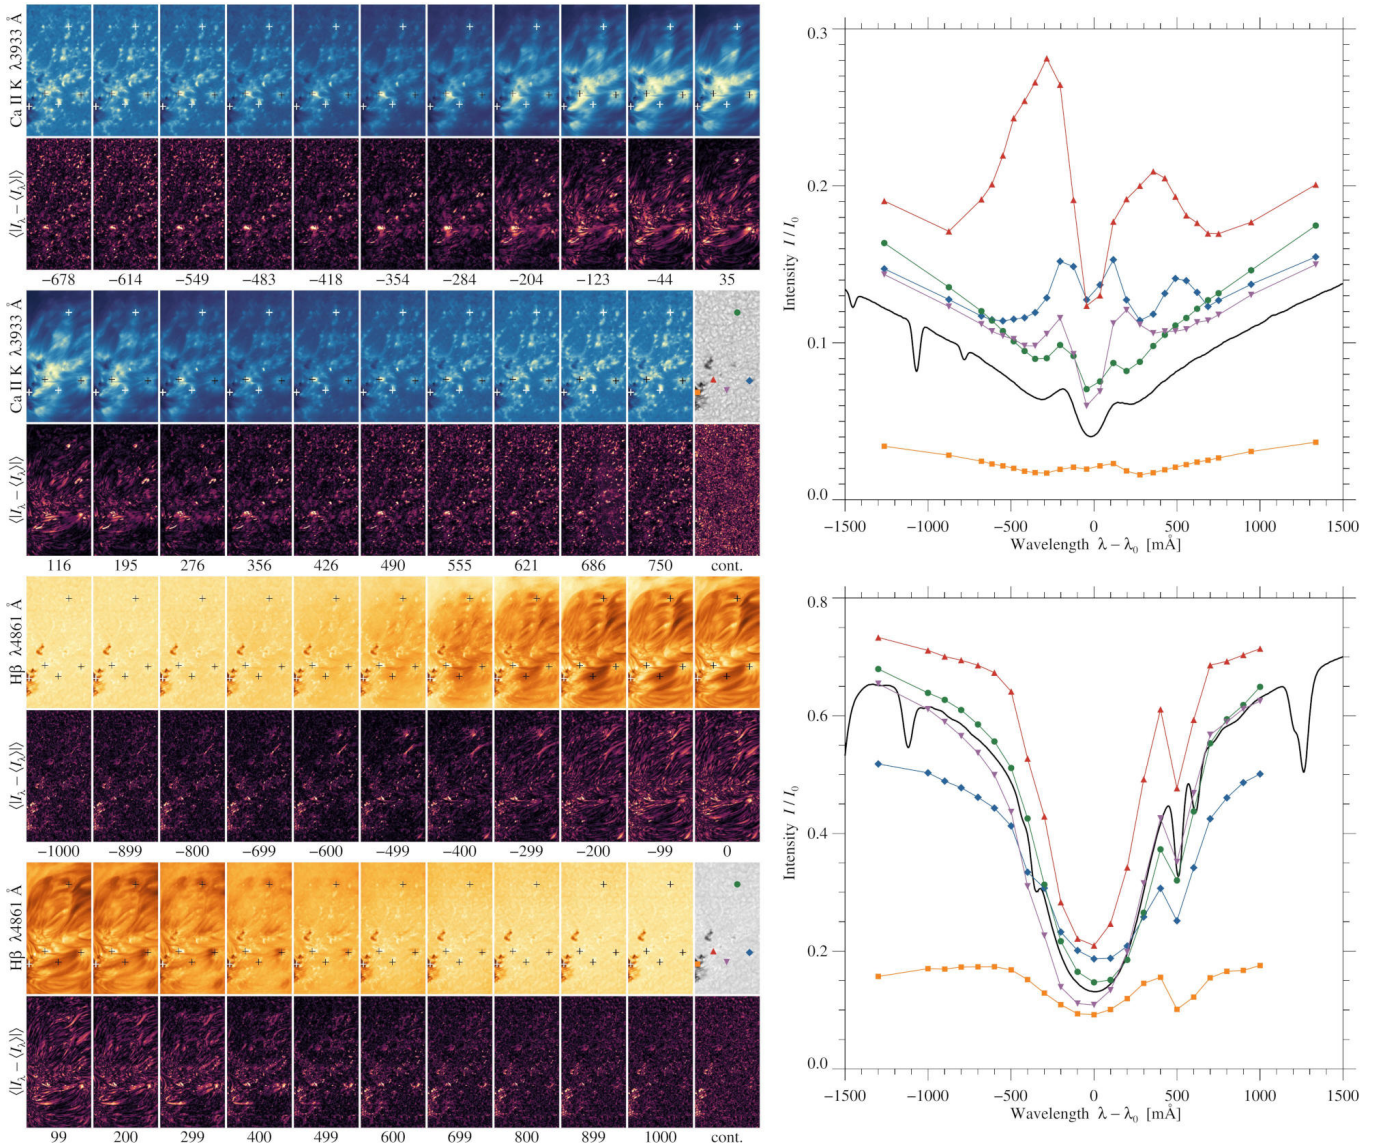 Ca II K λ3933 Å
⟨|I_λ − ⟨I_λ⟩|⟩
−678 −614 −549 −483 −418 −354 −284 −204 −123 −44 35
Ca II K λ3933 Å
⟨|I_λ − ⟨I_λ⟩|⟩
116 195 276 356 426 490 555 621 686 750 cont.
Hβ λ4861 Å
⟨|I_λ − ⟨I_λ⟩|⟩
−1000 −899 −800 −699 −600 −499 −400 −299 −200 −99 0
Hβ λ4861 Å
⟨|I_λ − ⟨I_λ⟩|⟩
99 200 299 400 499 600 699 800 899 1000 cont.
0.3
0.2
0.1
0.0
Intensity I / I₀
−1500 −1000 −500 0 500 1000 1500
Wavelength λ − λ₀ [mÅ]
0.8
0.6
0.4
0.2
0.0
Intensity I / I₀
−1500 −1000 −500 0 500 1000 1500
Wavelength λ − λ₀ [mÅ]